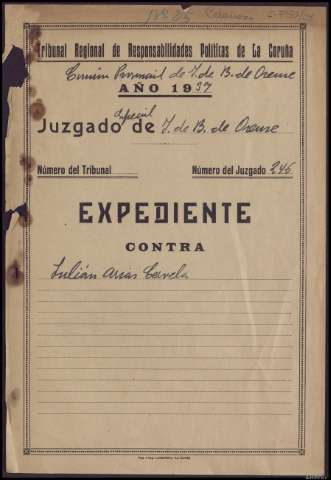 Tribunal Regional de Responsabilidades Políticas de La Coruña
Comisión Provincial de I. de B. de Orense
AÑO 1937
Juzgado especial de I. de B. de Orense
Número del Tribunal
Número del Juzgado 246
EXPEDIENTE
CONTRA
Julián Arias